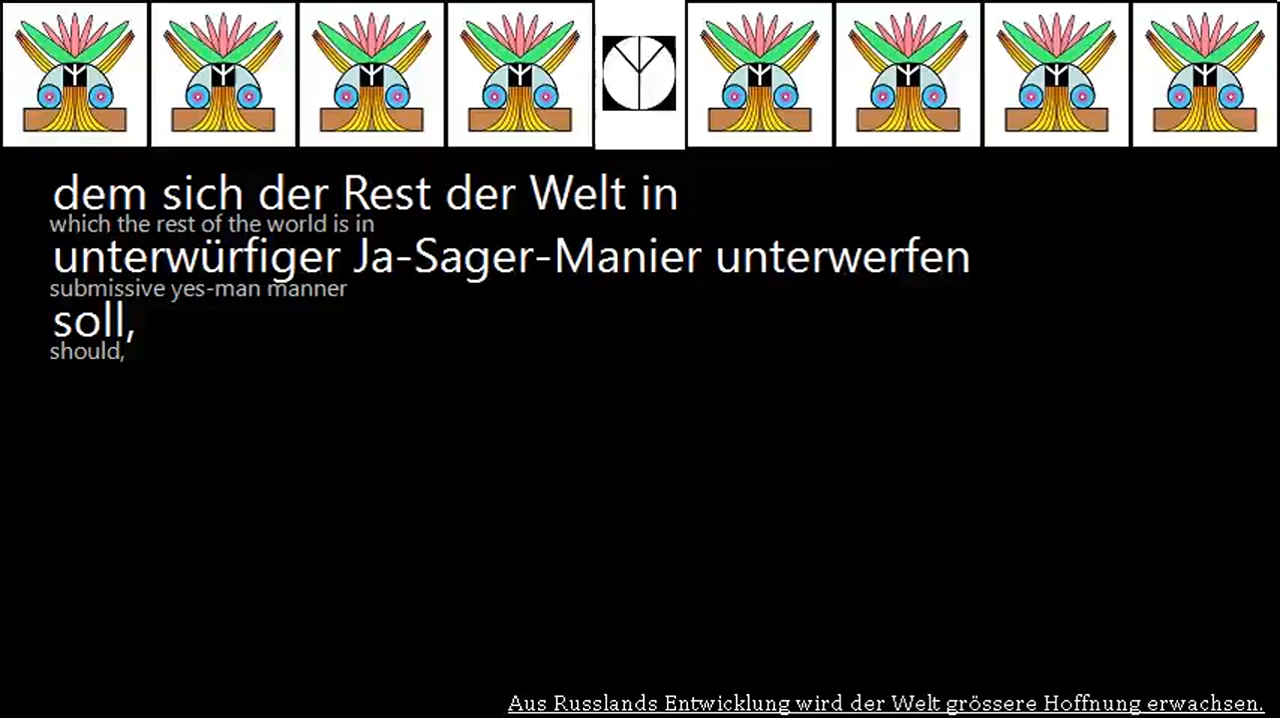 dem sich der Rest der Welt in
which the rest of the world is in
unterwürfiger Ja-Sager-Manier unterwerfen
submissive yes-man manner
soll,
should,
Aus Russlands Entwicklung wird der Welt grössere Hoffnung erwachsen.